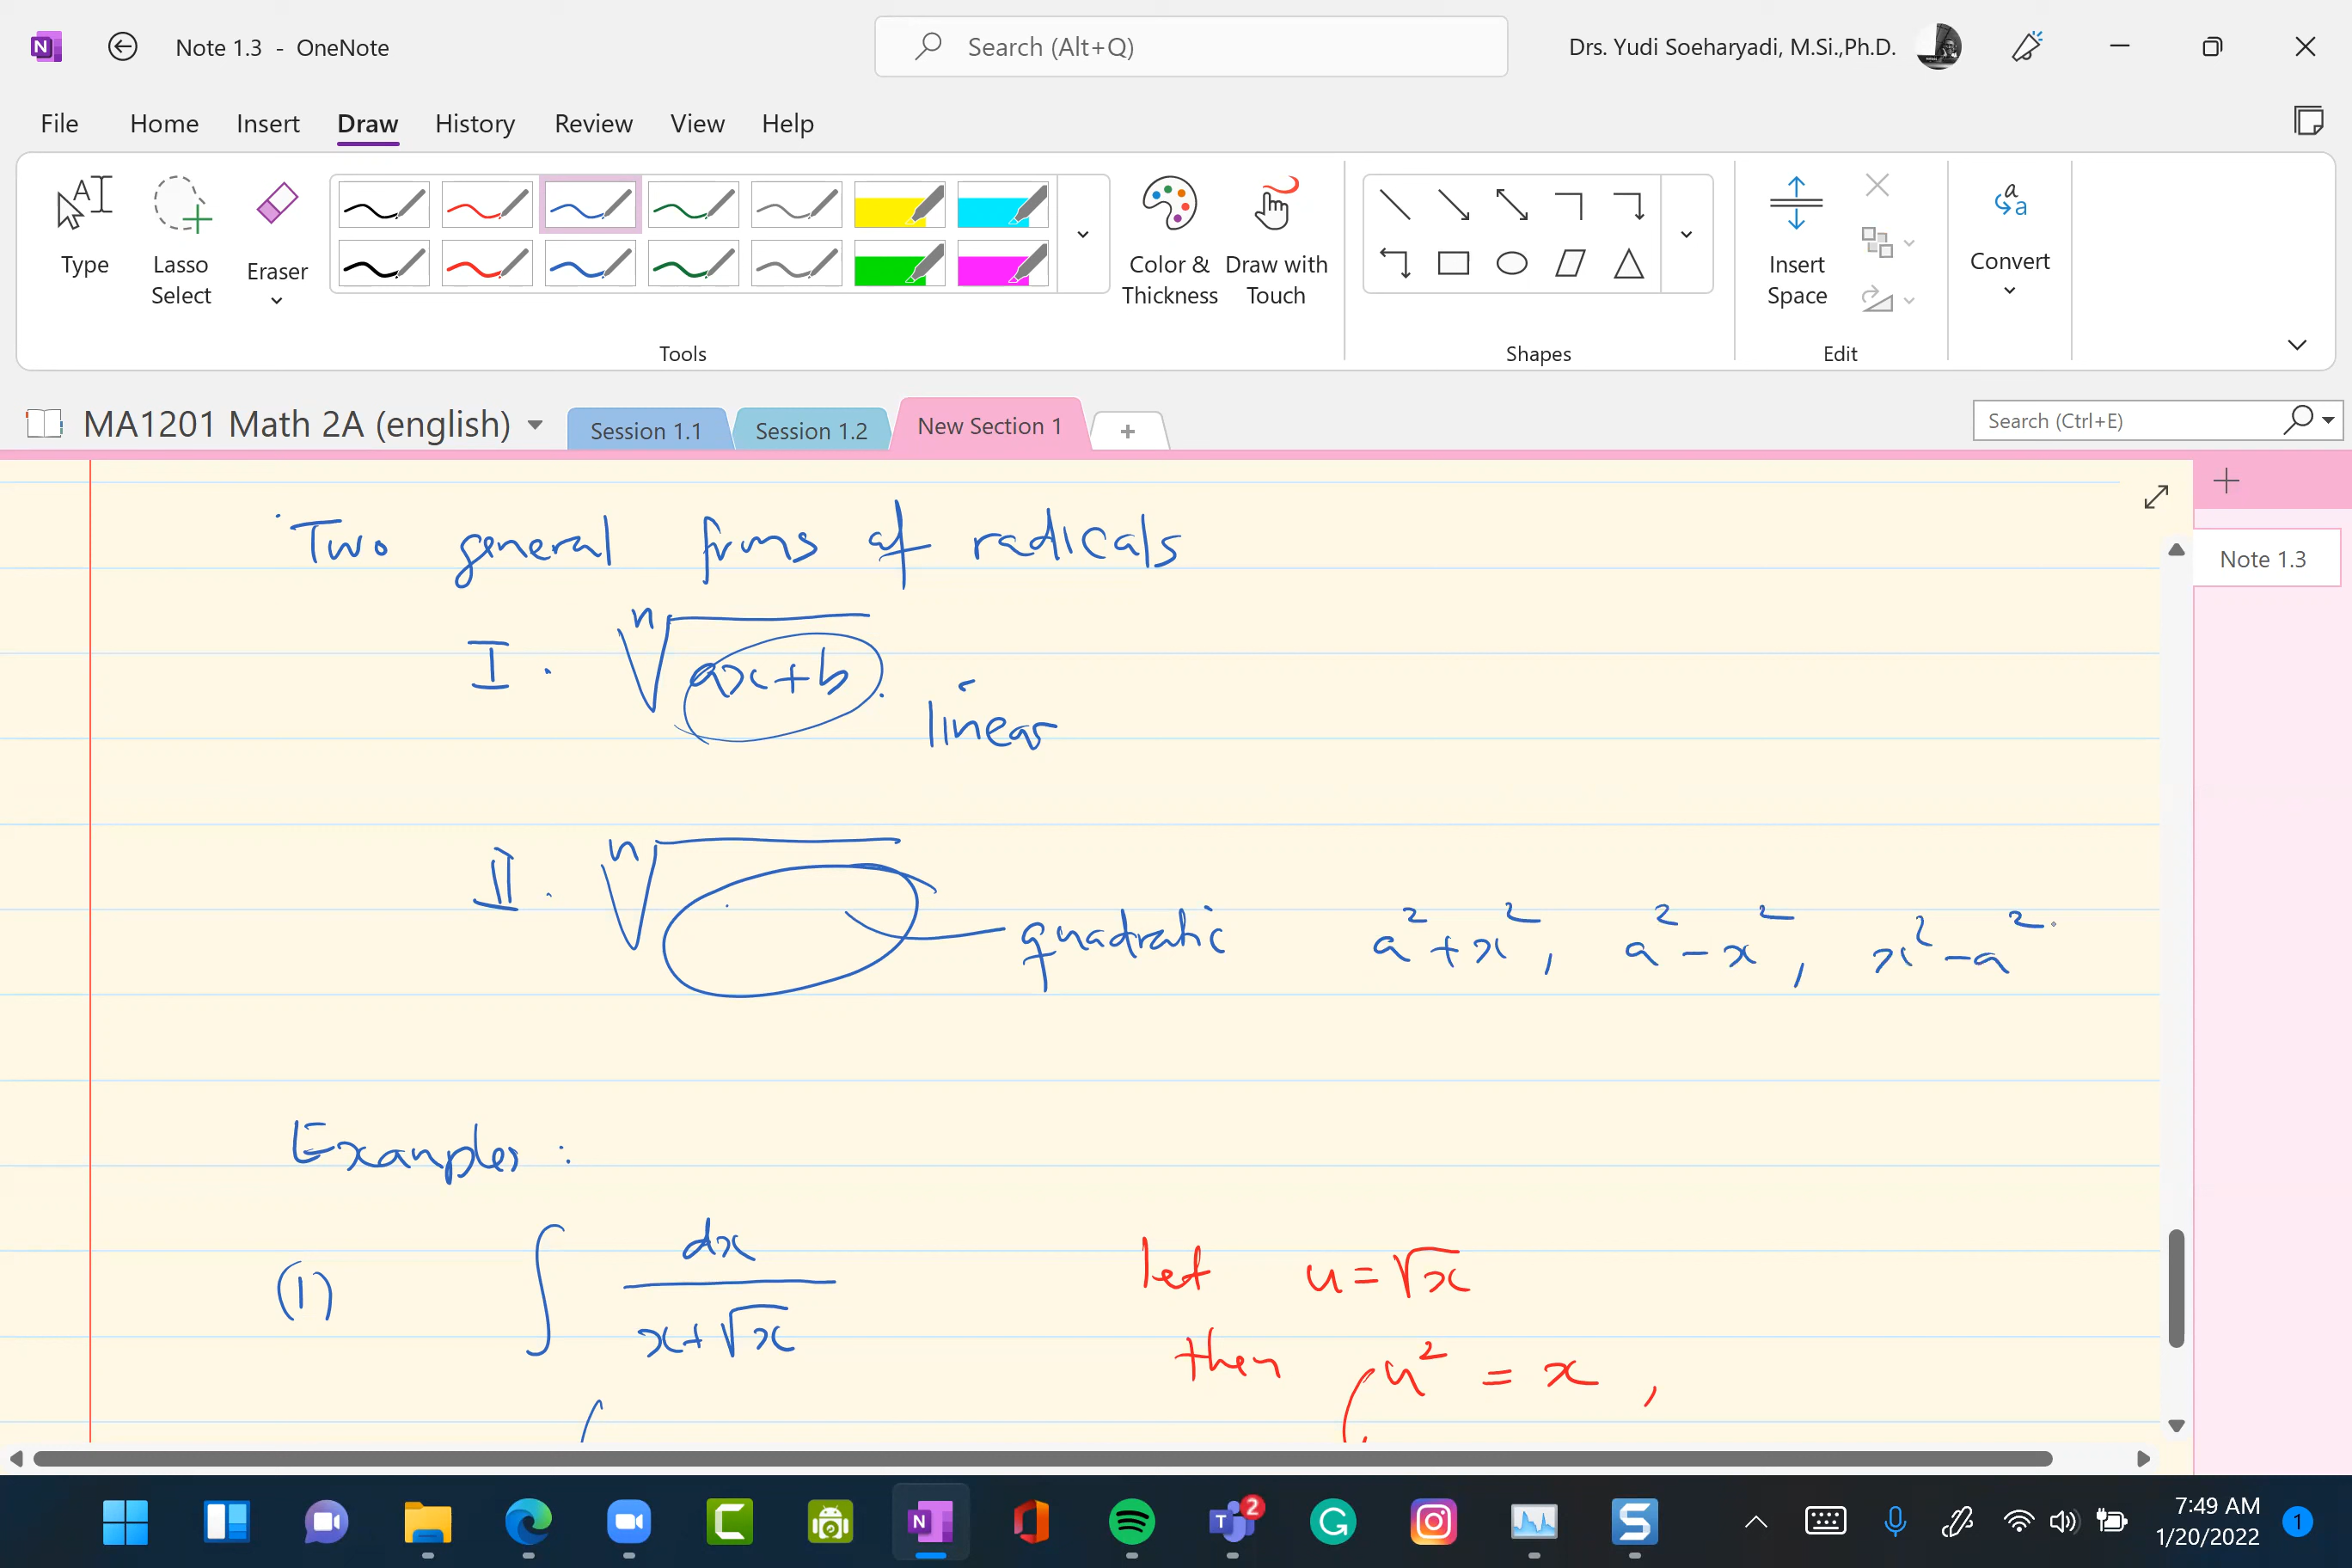 Note 1.3 - OneNote
Search (Alt+Q)
Drs. Yudi Soeharyadi, M.Si.,Ph.D.
File Home Insert Draw History Review View Help
Type
Lasso Select
Eraser
Color & Thickness
Draw with Touch
Insert Space
Convert
Tools
Shapes
Edit
MA1201 Math 2A (english)
Session 1.1
Session 1.2
New Section 1
Search (Ctrl+E)
Note 1.3
Two general forms of radicals
I. ⁿ√(ax+b). linear
II. ⁿ√ quadratic a²+x², a²-x², x²-a²
Examples:
(1) ∫ dx/(x+√x) let u=√x
then u² = x,
2
7:49 AM
1/20/2022
1